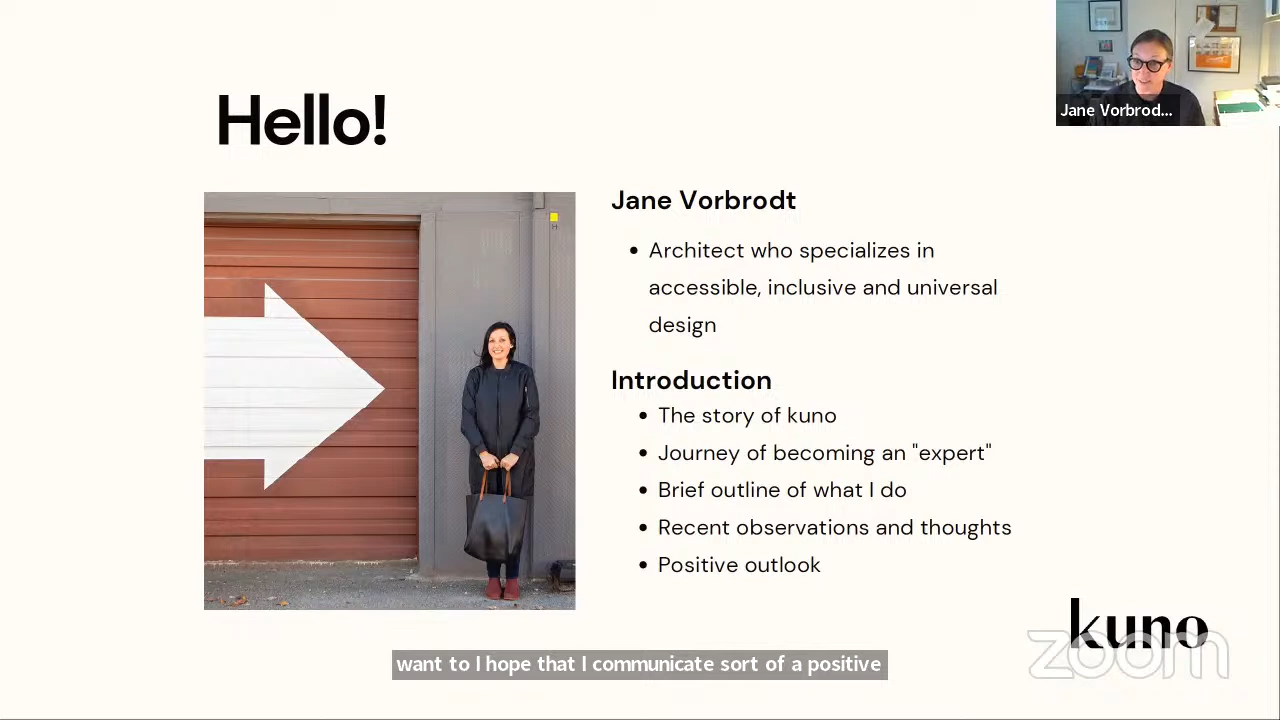 Hello!
Jane Vorbrod...
Jane Vorbrodt
• Architect who specializes in
accessible, inclusive and universal
design
Introduction
• The story of kuno
• Journey of becoming an "expert"
• Brief outline of what I do
• Recent observations and thoughts
• Positive outlook
kuno
zoom
want to I hope that I communicate sort of a positive